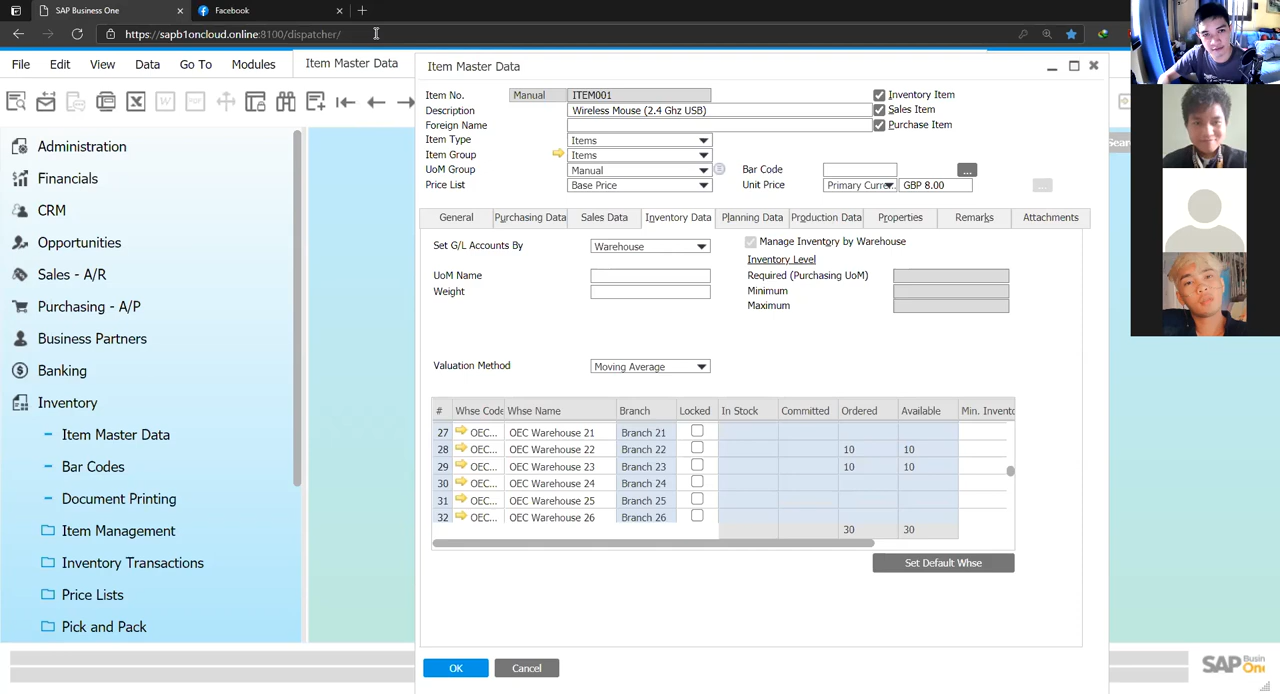 SAP Business One
Facebook
https://sapb1oncloud.online:8100/dispatcher/
File Edit View Data Go To Modules Item Master Data
Administration
Financials
CRM
Opportunities
Sales - A/R
Purchasing - A/P
Business Partners
Banking
Inventory
Item Master Data
Bar Codes
Document Printing
Item Management
Inventory Transactions
Price Lists
Pick and Pack
Item Master Data
Item No. Manual ITEM001 Inventory Item
Description Wireless Mouse (2.4 Ghz USB) Sales Item
Foreign Name Purchase Item
Item Type Items
Item Group Items
UoM Group Manual Bar Code ...
Price List Base Price Unit Price Primary Curre... GBP 8.00 ...
General Purchasing Data Sales Data Inventory Data Planning Data Production Data Properties Remarks Attachments
Set G/L Accounts By Warehouse Manage Inventory by Warehouse
Inventory Level
UoM Name Required (Purchasing UoM)
Weight Minimum
Maximum
Valuation Method Moving Average
# Whse Code Whse Name Branch Locked In Stock Committed Ordered Available Min. Invento
27 OEC... OEC Warehouse 21 Branch 21
28 OEC... OEC Warehouse 22 Branch 22 10 10
29 OEC... OEC Warehouse 23 Branch 23 10 10
30 OEC... OEC Warehouse 24 Branch 24
31 OEC... OEC Warehouse 25 Branch 25
32 OEC... OEC Warehouse 26 Branch 26
30 30
Set Default Whse
OK Cancel
SAP Busin
One